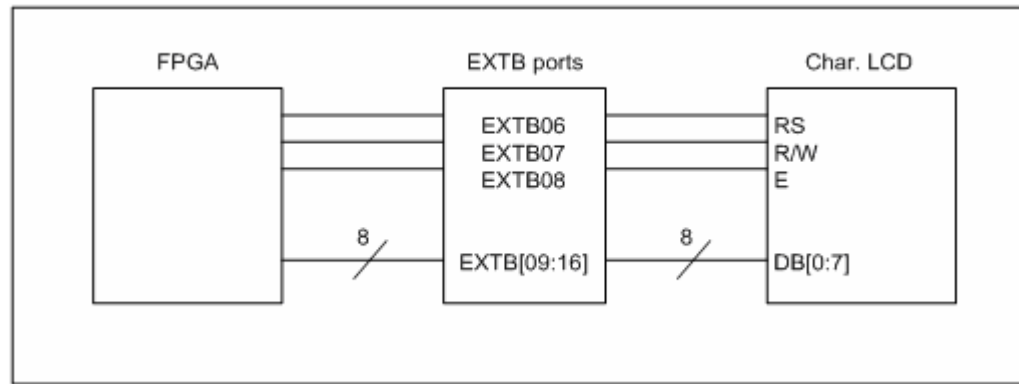 FPGA
EXTB ports
Char. LCD
EXTB06
RS
EXTB07
R/W
EXTB08
E
8
8
EXTB[09:16]
DB[0:7]